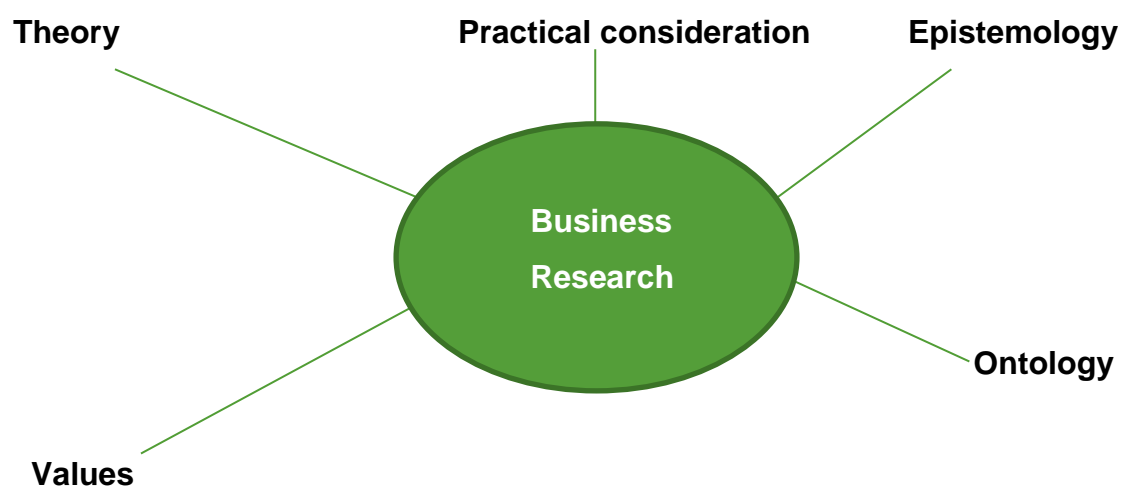 Theory
Practical consideration
Epistemology
Business
Research
Ontology
Values